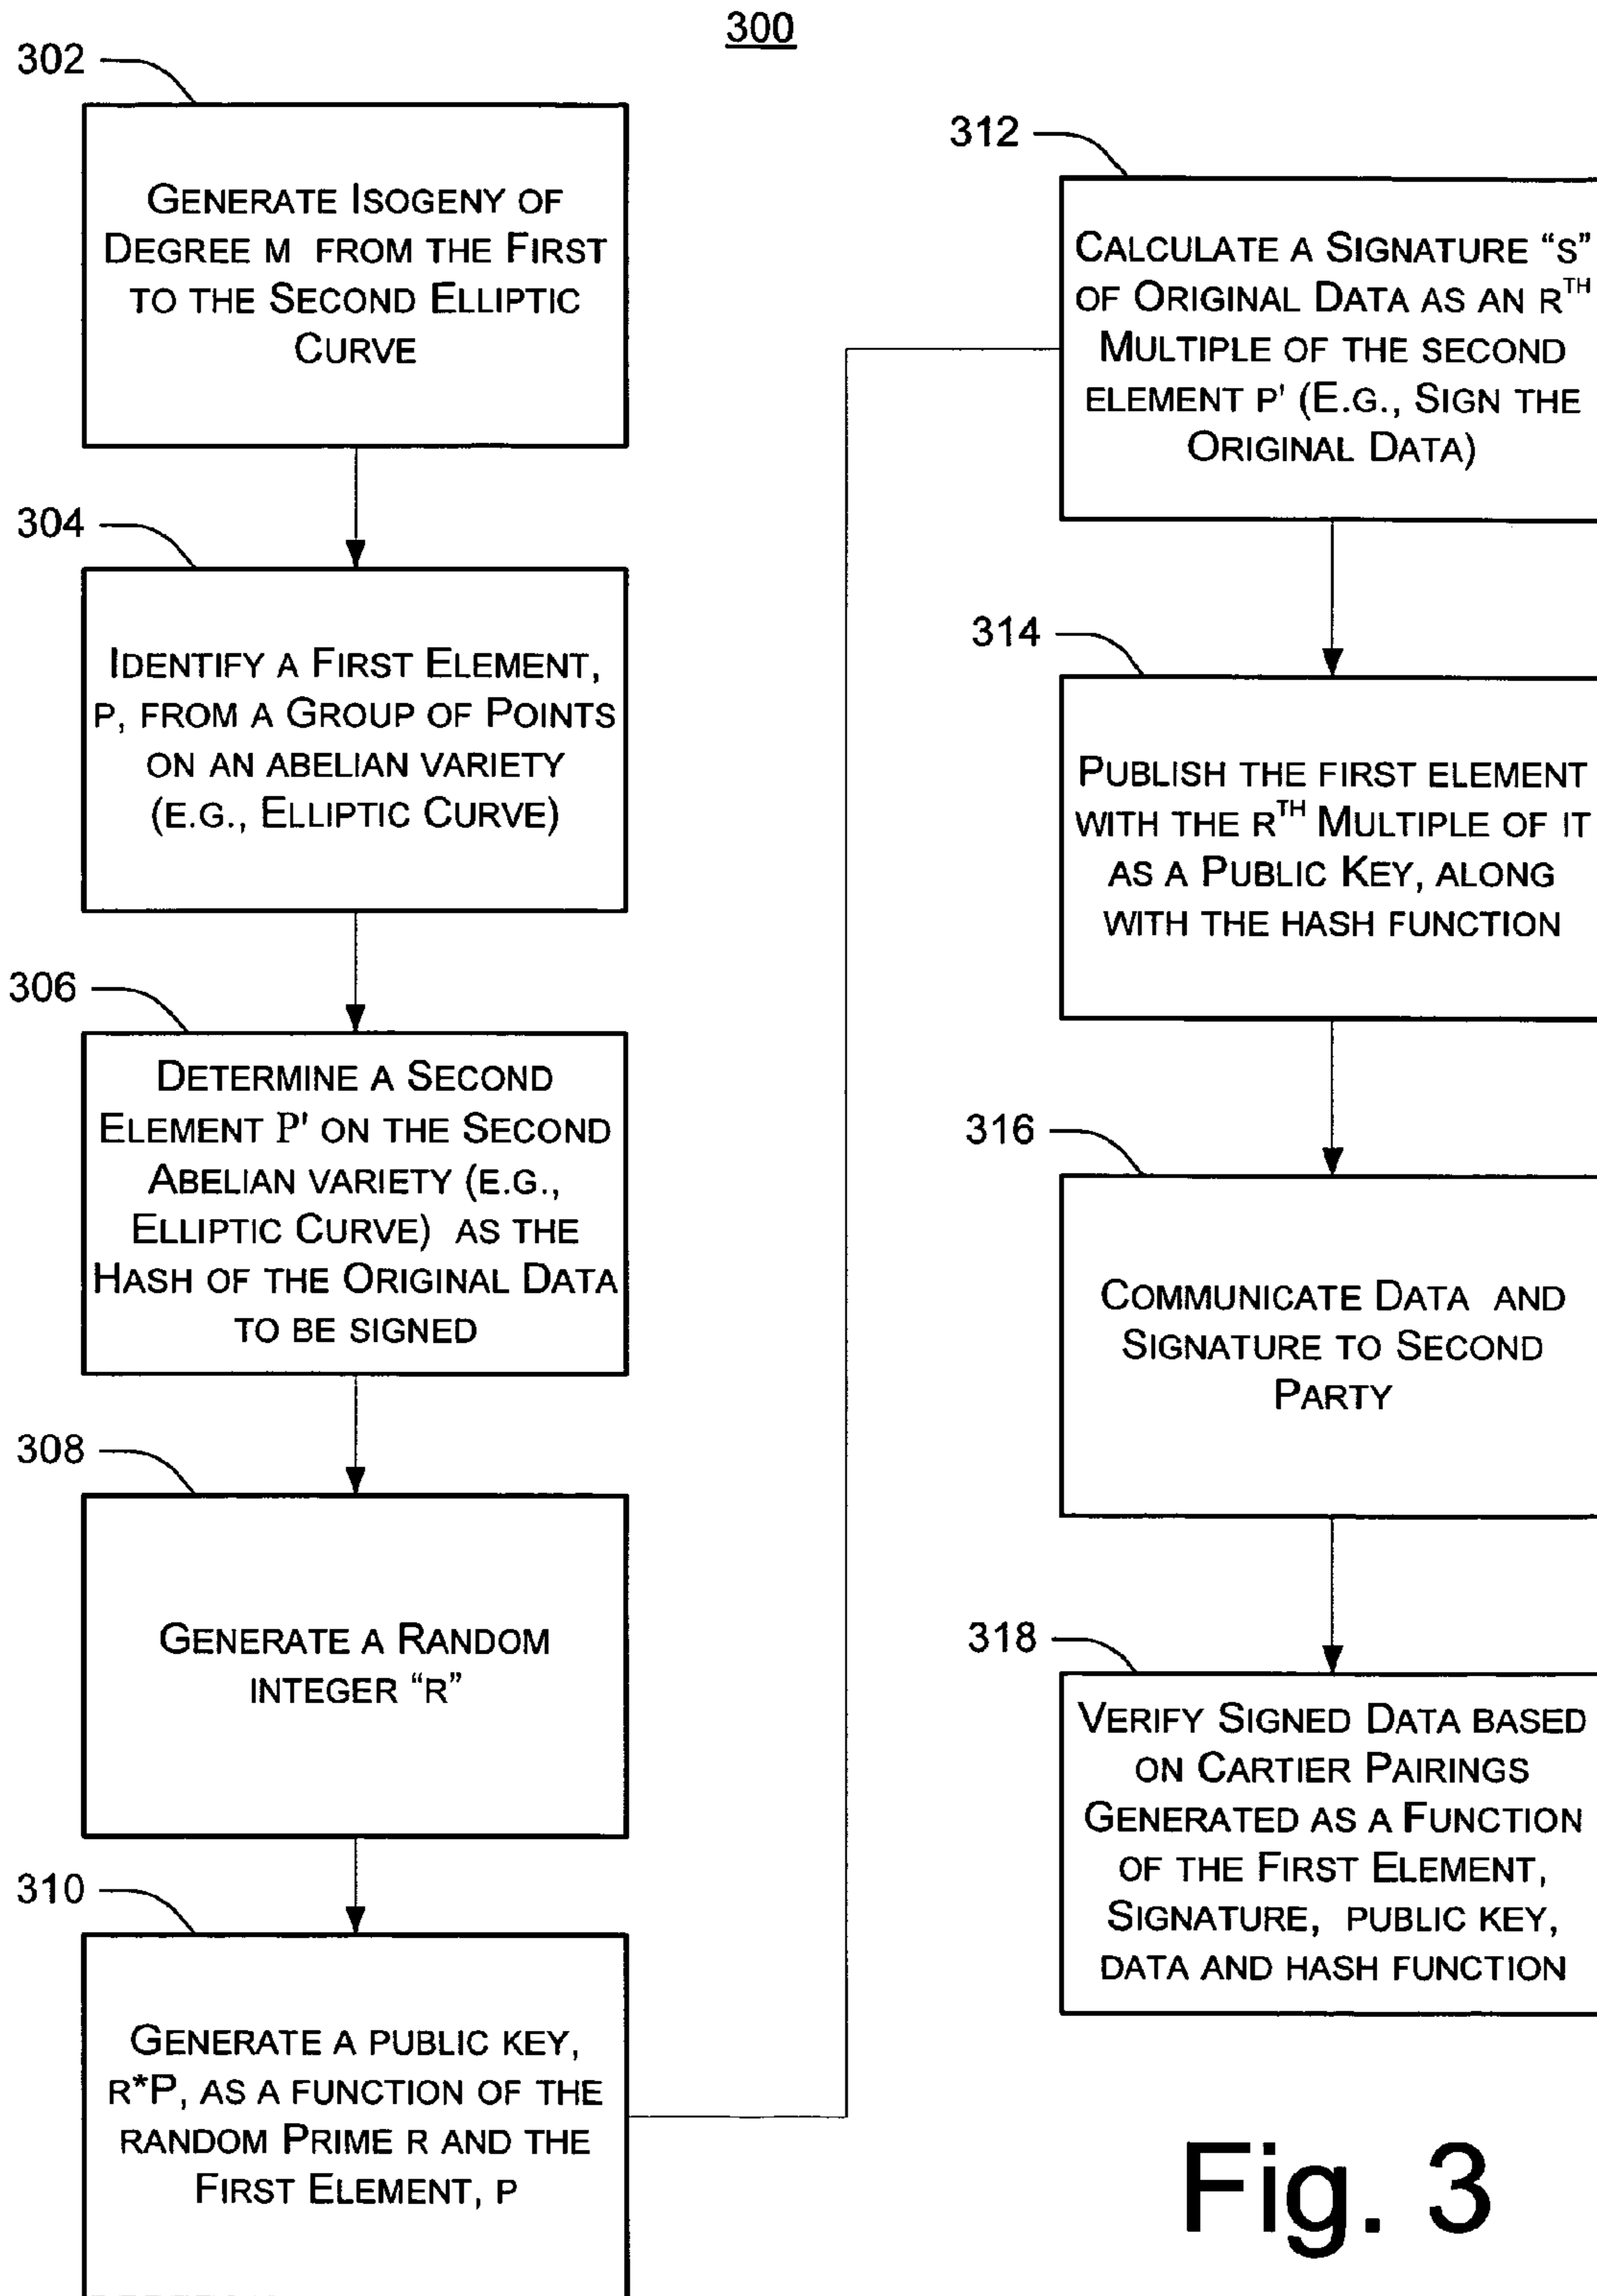 300
302
GENERATE ISOGENY OF
DEGREE M FROM THE FIRST
TO THE SECOND ELLIPTIC
CURVE
304
IDENTIFY A FIRST ELEMENT,
P, FROM A GROUP OF POINTS
ON AN ABELIAN VARIETY
(E.G., ELLIPTIC CURVE)
306
DETERMINE A SECOND
ELEMENT P' ON THE SECOND
ABELIAN VARIETY (E.G.,
ELLIPTIC CURVE) AS THE
HASH OF THE ORIGINAL DATA
TO BE SIGNED
308
GENERATE A RANDOM
INTEGER “R”
310
GENERATE A PUBLIC KEY,
R*P, AS A FUNCTION OF THE
RANDOM PRIME R AND THE
FIRST ELEMENT, P
312
CALCULATE A SIGNATURE “S”
OF ORIGINAL DATA AS AN RTH
MULTIPLE OF THE SECOND
ELEMENT P' (E.G., SIGN THE
ORIGINAL DATA)
314
PUBLISH THE FIRST ELEMENT
WITH THE RTH MULTIPLE OF IT
AS A PUBLIC KEY, ALONG
WITH THE HASH FUNCTION
316
COMMUNICATE DATA AND
SIGNATURE TO SECOND
PARTY
318
VERIFY SIGNED DATA BASED
ON CARTIER PAIRINGS
GENERATED AS A FUNCTION
OF THE FIRST ELEMENT,
SIGNATURE, PUBLIC KEY,
DATA AND HASH FUNCTION
Fig. 3